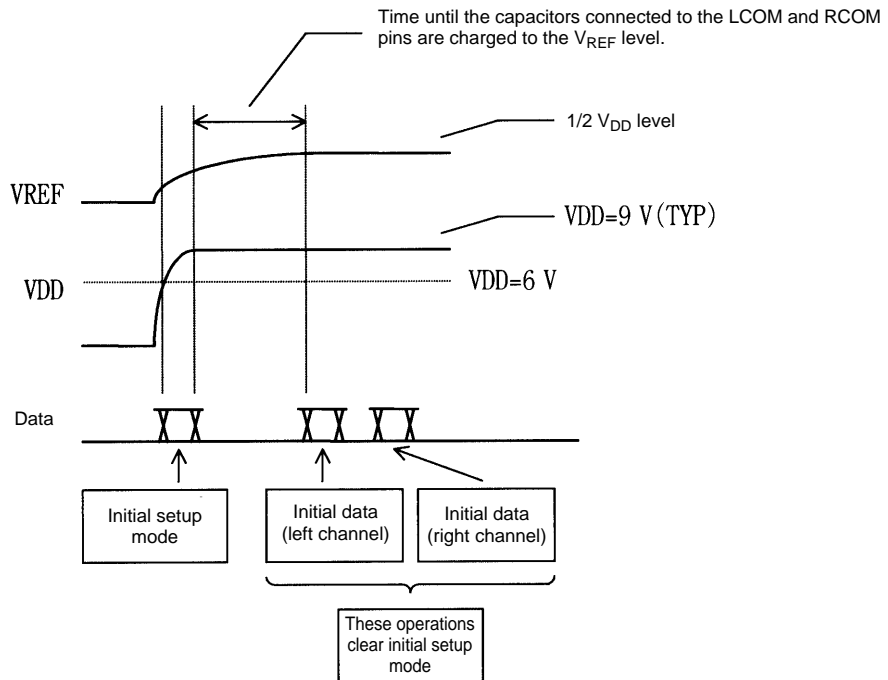 Time until the capacitors connected to the LCOM and RCOM
pins are charged to the VREF level.
1/2 VDD level
VREF
VDD=9 V(TYP)
VDD
VDD=6 V
Data
Initial setup
mode
Initial data
(left channel)
Initial data
(right channel)
These operations
clear initial setup
mode